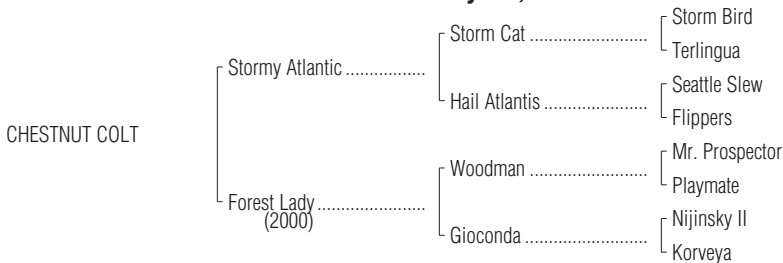 Storm Bird
Storm Cat ..........................
Terlingua
Stormy Atlantic .................
Seattle Slew
Hail Atlantis .......................
Flippers
CHESTNUT COLT
Mr. Prospector
Woodman ..........................
Playmate
Forest Lady .......................
(2000)
Nijinsky II
Gioconda ...........................
Korveya